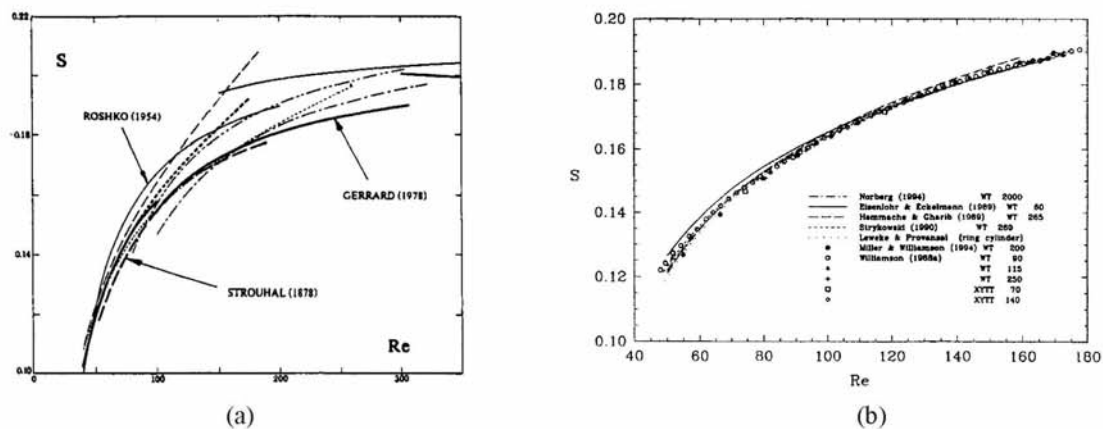 0.22
S
ROSHKO (1954)
0.18
GERRARD (1978)
0.14
STROUHAL (1878)
Re
0.10
0 100 200 300
(a)
0.20
0.18
0.16
S
0.14
0.12
0.10
Norberg (1994) WT 2000
Eisenlohr & Eckelmann (1989) WT 60
Hammache & Gharib (1989) WT 265
Strykowski (1990) WT 269
Leweke & Provansal (ring cylinder)
Miller & Williamson (1994) WT 200
Williamson (1988a) WT 90
WT 115
WT 250
XYTT 70
XYTT 140
40 60 80 100 120 140 160 180
Re
(b)